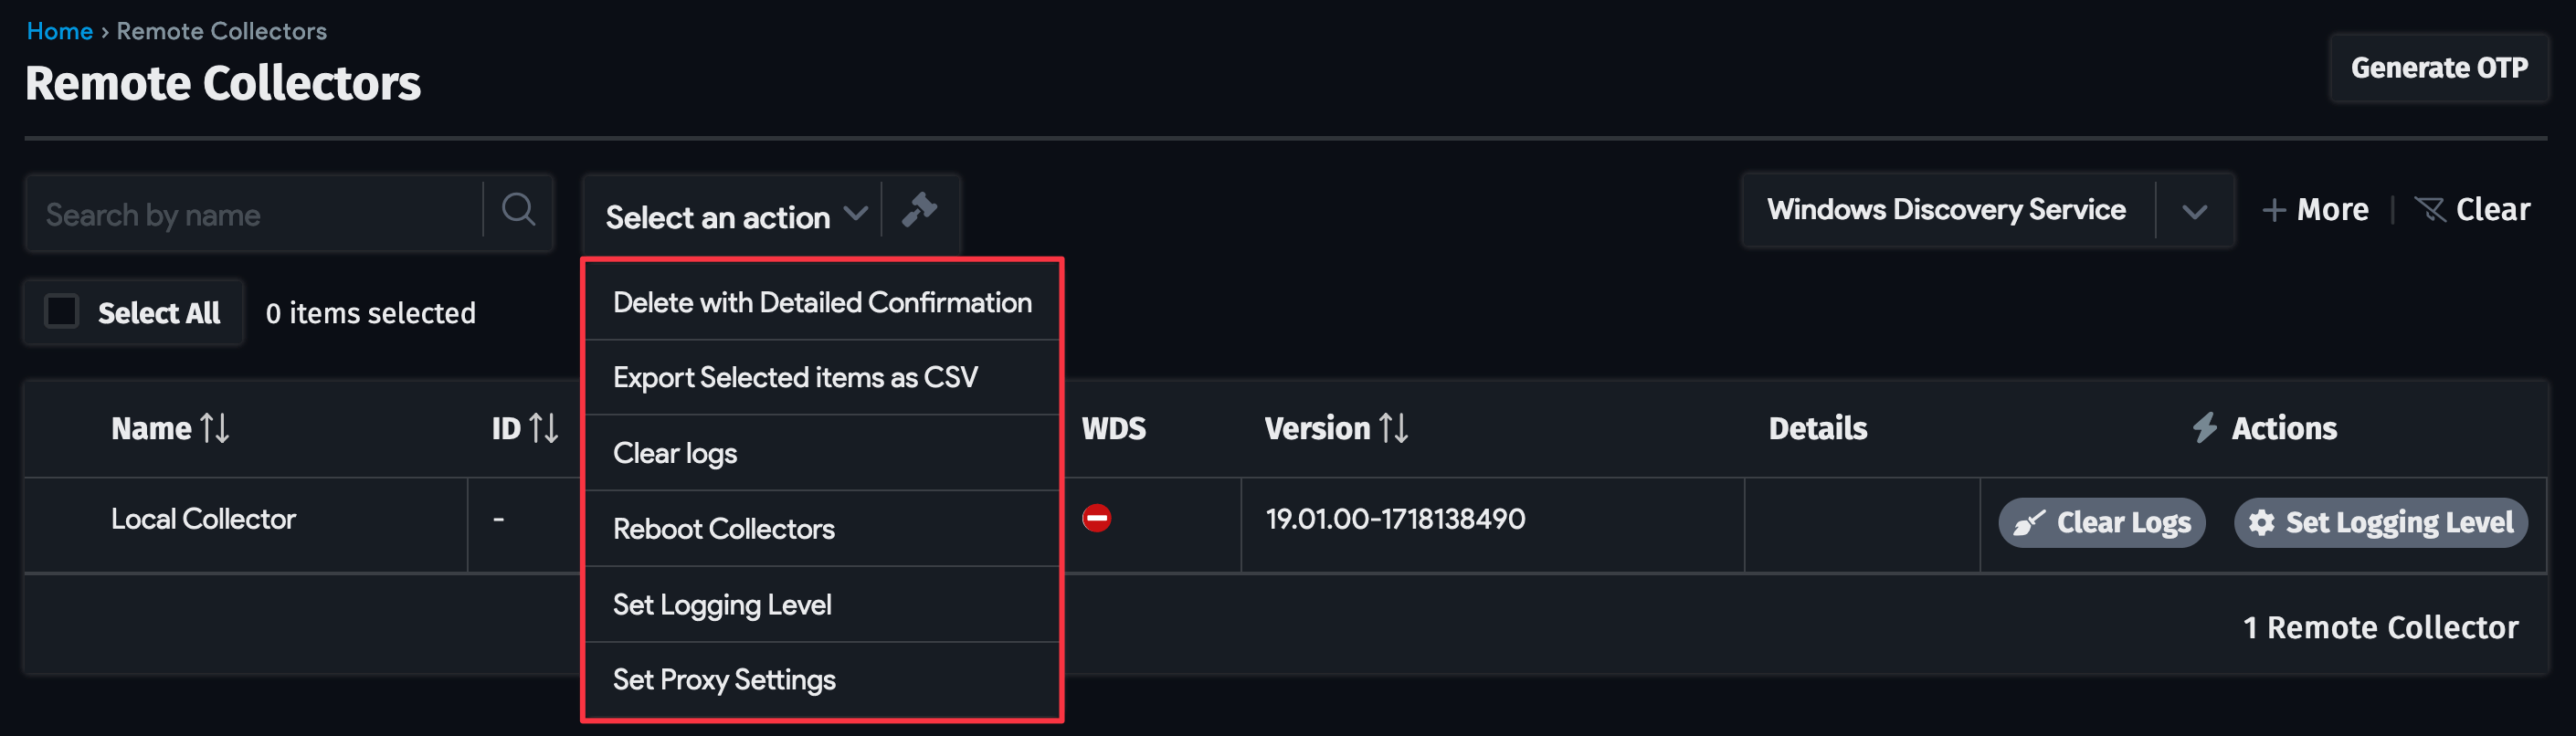 Home › Remote Collectors
Remote Collectors
Generate OTP
Search by name
Select an action
Windows Discovery Service
+ More
Clear
Select All
0 items selected
Delete with Detailed Confirmation
Export Selected items as CSV
Clear logs
Reboot Collectors
Set Logging Level
Set Proxy Settings
Name ID WDS Version Details Actions
Local Collector - 19.01.00-1718138490 Clear Logs Set Logging Level
1 Remote Collector